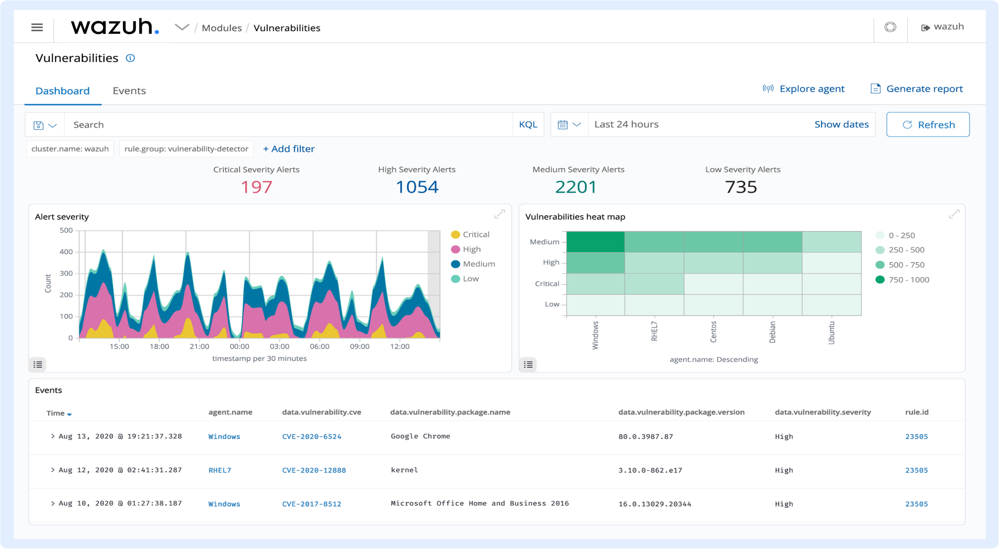 wazuh. / Modules / Vulnerabilities wazuh
Vulnerabilities
Dashboard Events Explore agent Generate report
Search KQL Last 24 hours Show dates Refresh
cluster.name: wazuh rule.group: vulnerability-detector + Add filter
Critical Severity Alerts High Severity Alerts Medium Severity Alerts Low Severity Alerts
197 1054 2201 735
Alert severity
500
400
300
200
100
0
Count
15:00 18:00 21:00 00:00 03:00 06:00 09:00 12:00
timestamp per 30 minutes
Critical
High
Medium
Low
Vulnerabilities heat map
Medium
High
Critical
Low
Windows RHEL7 Centos Debian Ubuntu
agent.name: Descending
0 - 250
250 - 500
500 - 750
750 - 1000
Events
Time agent.name data.vulnerability.cve data.vulnerability.package.name data.vulnerability.package.version data.vulnerability.severity rule.id
> Aug 13, 2020 @ 19:21:37.328 Windows CVE-2020-6524 Google Chrome 80.0.3987.87 High 23505
> Aug 12, 2020 @ 02:41:31.287 RHEL7 CVE-2020-12888 kernel 3.10.0-862.e17 High 23505
> Aug 10, 2020 @ 01:27:38.187 Windows CVE-2017-8512 Microsoft Office Home and Business 2016 16.0.13029.20344 High 23505